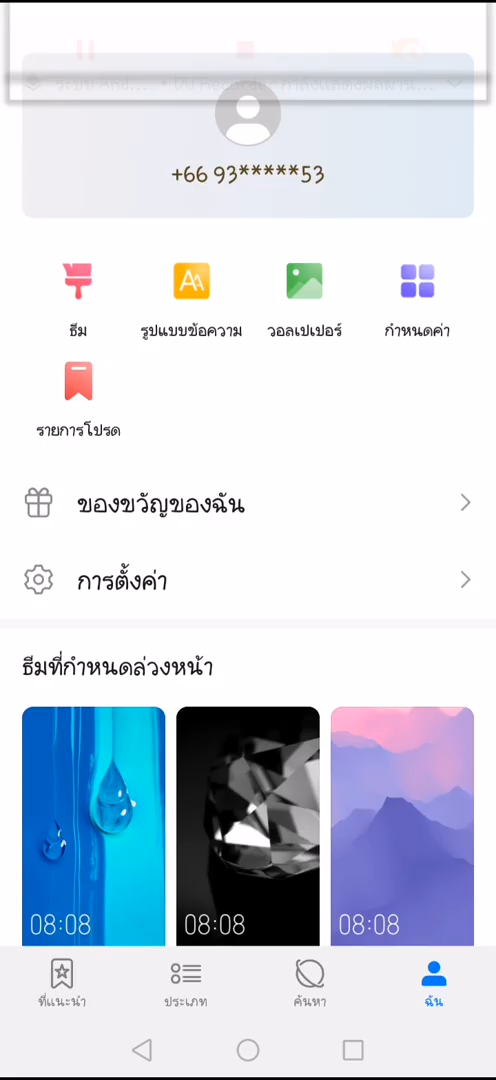 +66 93*****53
ธีม
รูปแบบข้อความ
วอลเปเปอร์
กำหนดค่า
รายการโปรด
ของขวัญของฉัน
การตั้งค่า
ธีมที่กำหนดล่วงหน้า
08:08
08:08
08:08
ที่แนะนำ
ประเภท
ค้นหา
ฉัน